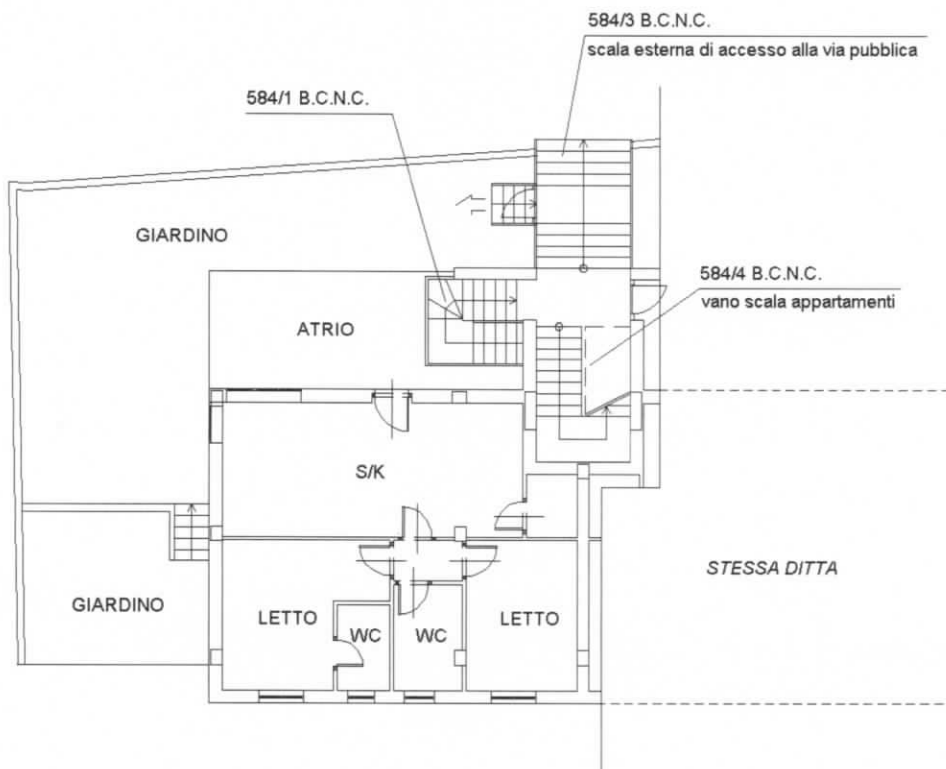 584/3 B.C.N.C.
scala esterna di accesso alla via pubblica
584/1 B.C.N.C.
GIARDINO
584/4 B.C.N.C.
vano scala appartamenti
ATRIO
S/K
STESSA DITTA
GIARDINO
LETTO
WC
WC
LETTO